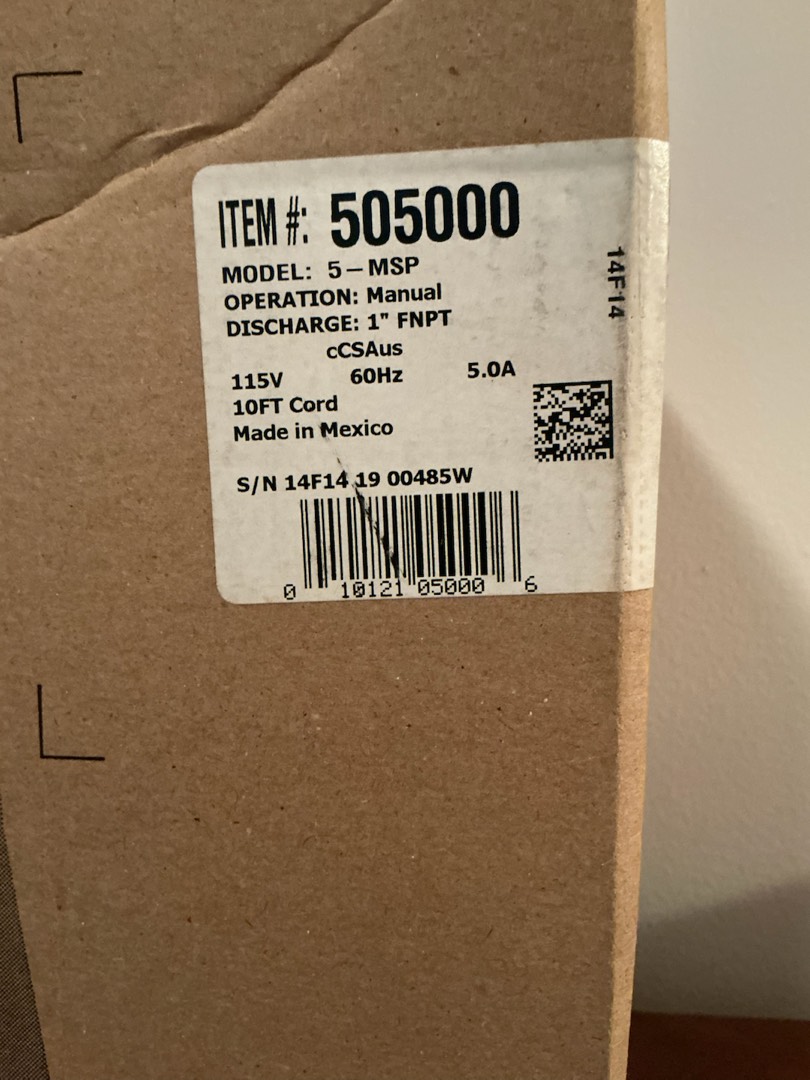 ITEM #: 505000
MODEL: 5-MSP
OPERATION: Manual
DISCHARGE: 1" FNPT
cCSAus
115V 60Hz 5.0A
10FT Cord
Made in Mexico
S/N 14F14 19 00485W
0 10121 05000 6
14F14